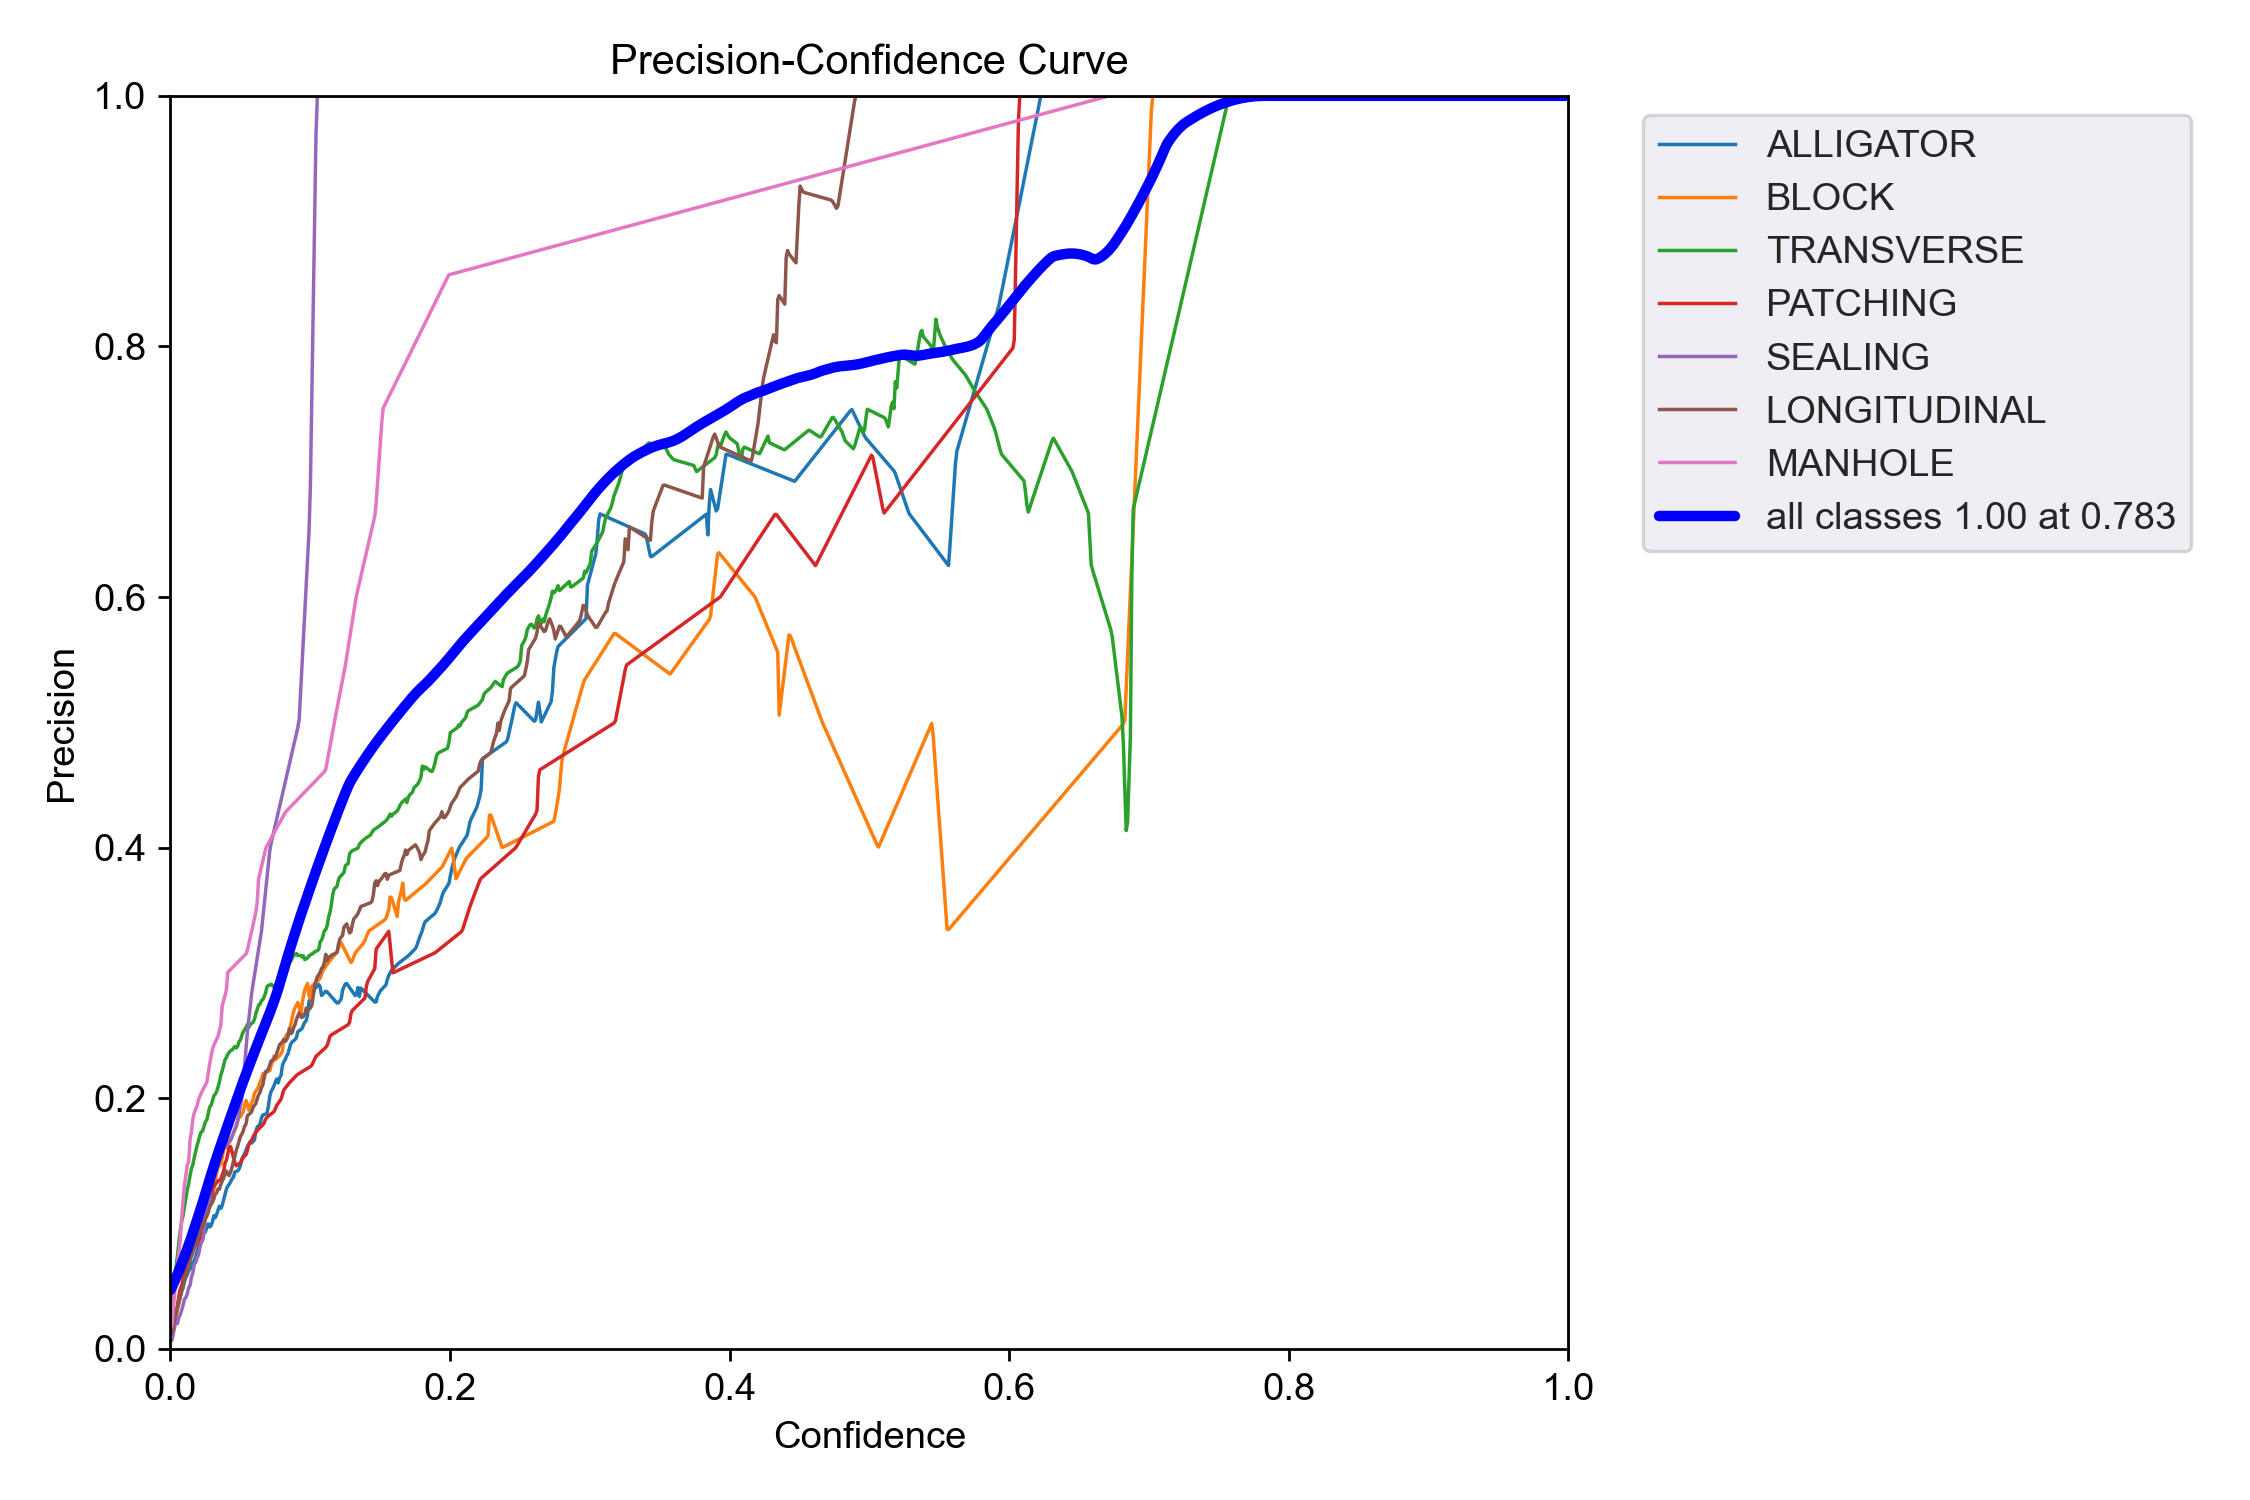 Precision-Confidence Curve
1.0
0.8
0.6
0.4
0.2
0.0
Precision
0.0 0.2 0.4 0.6 0.8 1.0
Confidence
ALLIGATOR
BLOCK
TRANSVERSE
PATCHING
SEALING
LONGITUDINAL
MANHOLE
all classes 1.00 at 0.783